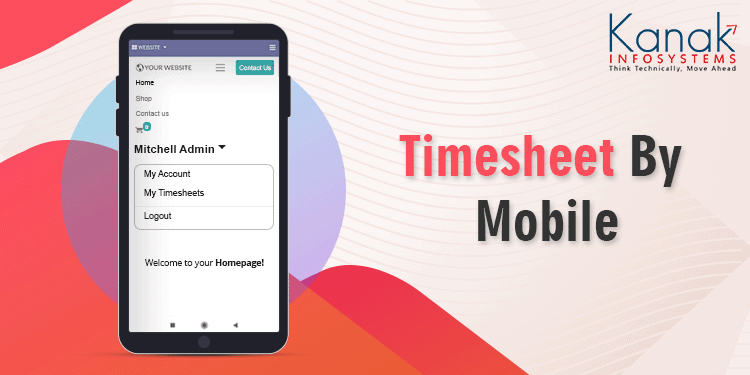 WEBSITE
YOUR WEBSITE
Contact Us
Home
Shop
Contact us
0
Mitchell Admin
My Account
My Timesheets
Logout
Welcome to your Homepage!
Kanak
INFOSYSTEMS
Think Technically, Move Ahead
Timesheet By
Mobile